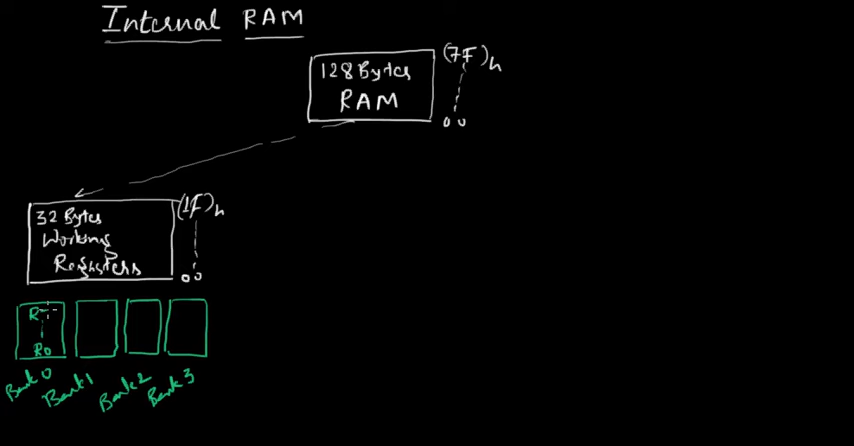 Internal RAM
128 Bytes
RAM
(7F)h
00
32 Bytes
Working
Registers
(1F)h
00
R
R0
Bank 0
Bank 1
Bank 2
Bank 3